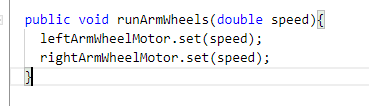 public void runArmWheels(double speed){
leftArmWheelMotor.set(speed);
rightArmWheelMotor.set(speed);
}